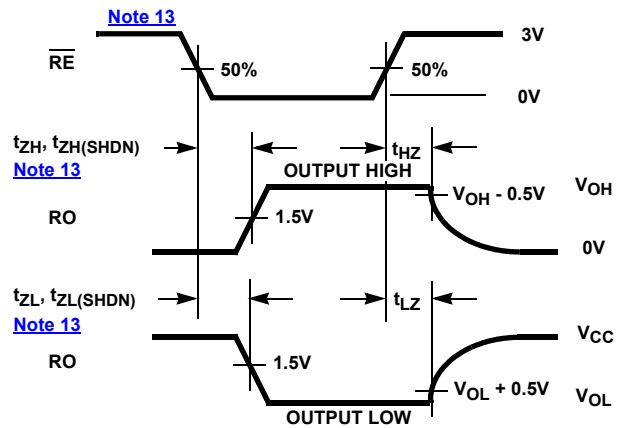 Note 13
3V
RE
50%
50%
0V
tZH, tZH(SHDN)
Note 13
tHZ
OUTPUT HIGH
VOH - 0.5V
VOH
RO
1.5V
0V
tZL, tZL(SHDN)
Note 13
tLZ
VCC
RO
1.5V
VOL + 0.5V
VOL
OUTPUT LOW